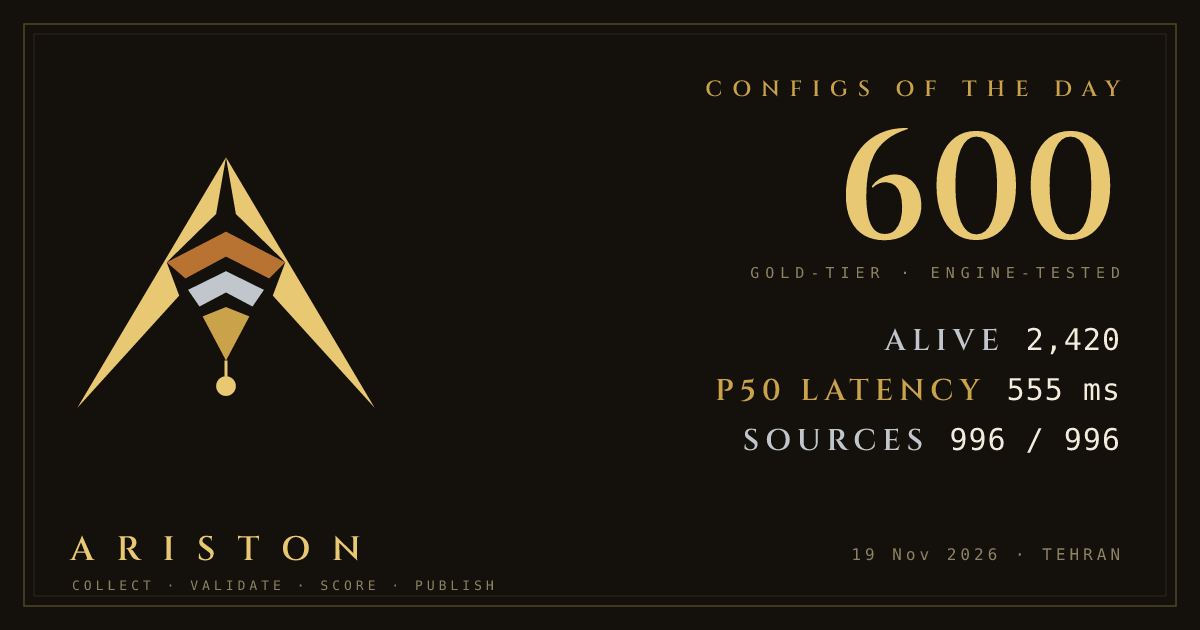 CONFIGS OF THE DAY
600
GOLD-TIER · ENGINE-TESTED
ALIVE 2,420
P50 LATENCY 555 ms
SOURCES 996 / 996
ARISTON
COLLECT · VALIDATE · SCORE · PUBLISH
19 Nov 2026 · TEHRAN